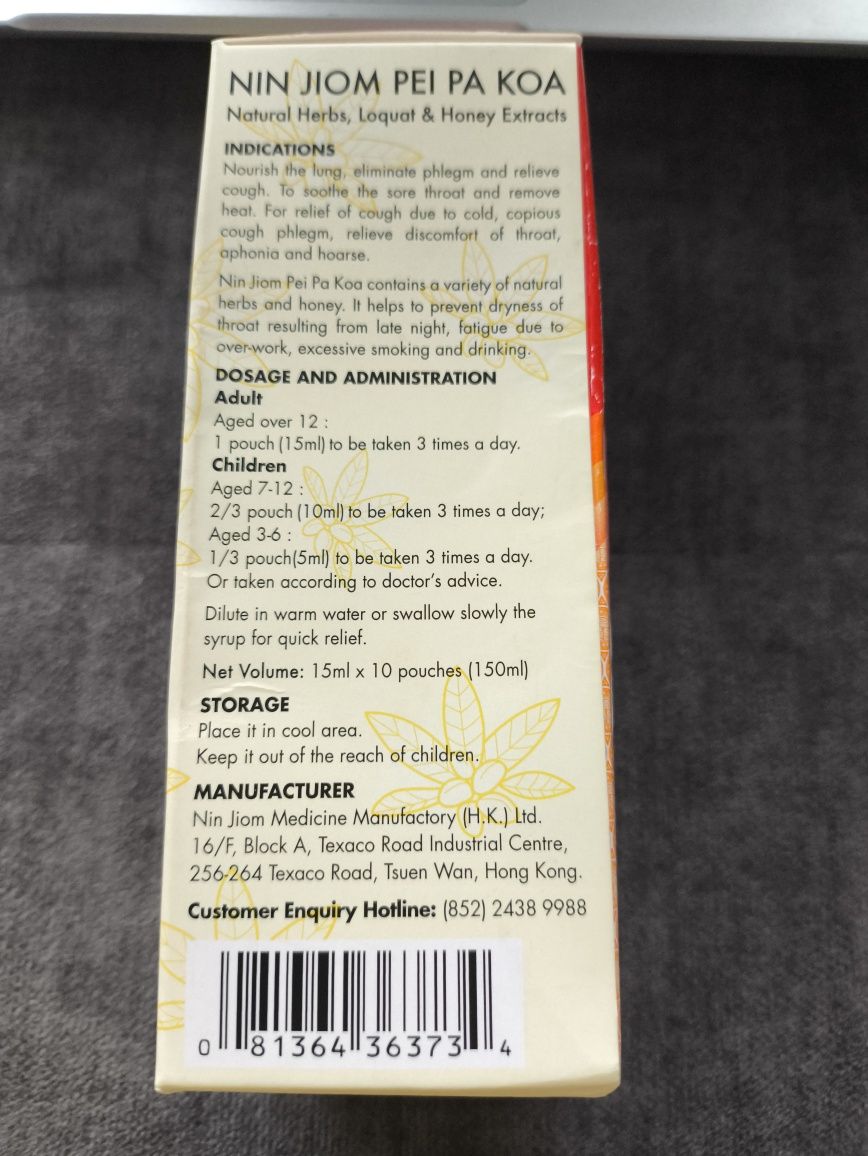 NIN JIOM PEI PA KOA
Natural Herbs, Loquat & Honey Extracts
INDICATIONS
Nourish the lung, eliminate phlegm and relieve
cough. To soothe the sore throat and remove
heat. For relief of cough due to cold, copious
cough phlegm, relieve discomfort of throat,
aphonia and hoarse.
Nin Jiom Pei Pa Koa contains a variety of natural
herbs and honey. It helps to prevent dryness of
throat resulting from late night, fatigue due to
over-work, excessive smoking and drinking.
DOSAGE AND ADMINISTRATION
Adult
Aged over 12 :
1 pouch (15ml) to be taken 3 times a day.
Children
Aged 7-12 :
2/3 pouch (10ml) to be taken 3 times a day;
Aged 3-6 :
1/3 pouch(5ml) to be taken 3 times a day.
Or taken according to doctor's advice.
Dilute in warm water or swallow slowly the
syrup for quick relief.
Net Volume: 15ml x 10 pouches (150ml)
STORAGE
Place it in cool area.
Keep it out of the reach of children.
MANUFACTURER
Nin Jiom Medicine Manufactory (H.K.) Ltd.
16/F, Block A, Texaco Road Industrial Centre,
256-264 Texaco Road, Tsuen Wan, Hong Kong.
Customer Enquiry Hotline: (852) 2438 9988
0 81364 36373 4